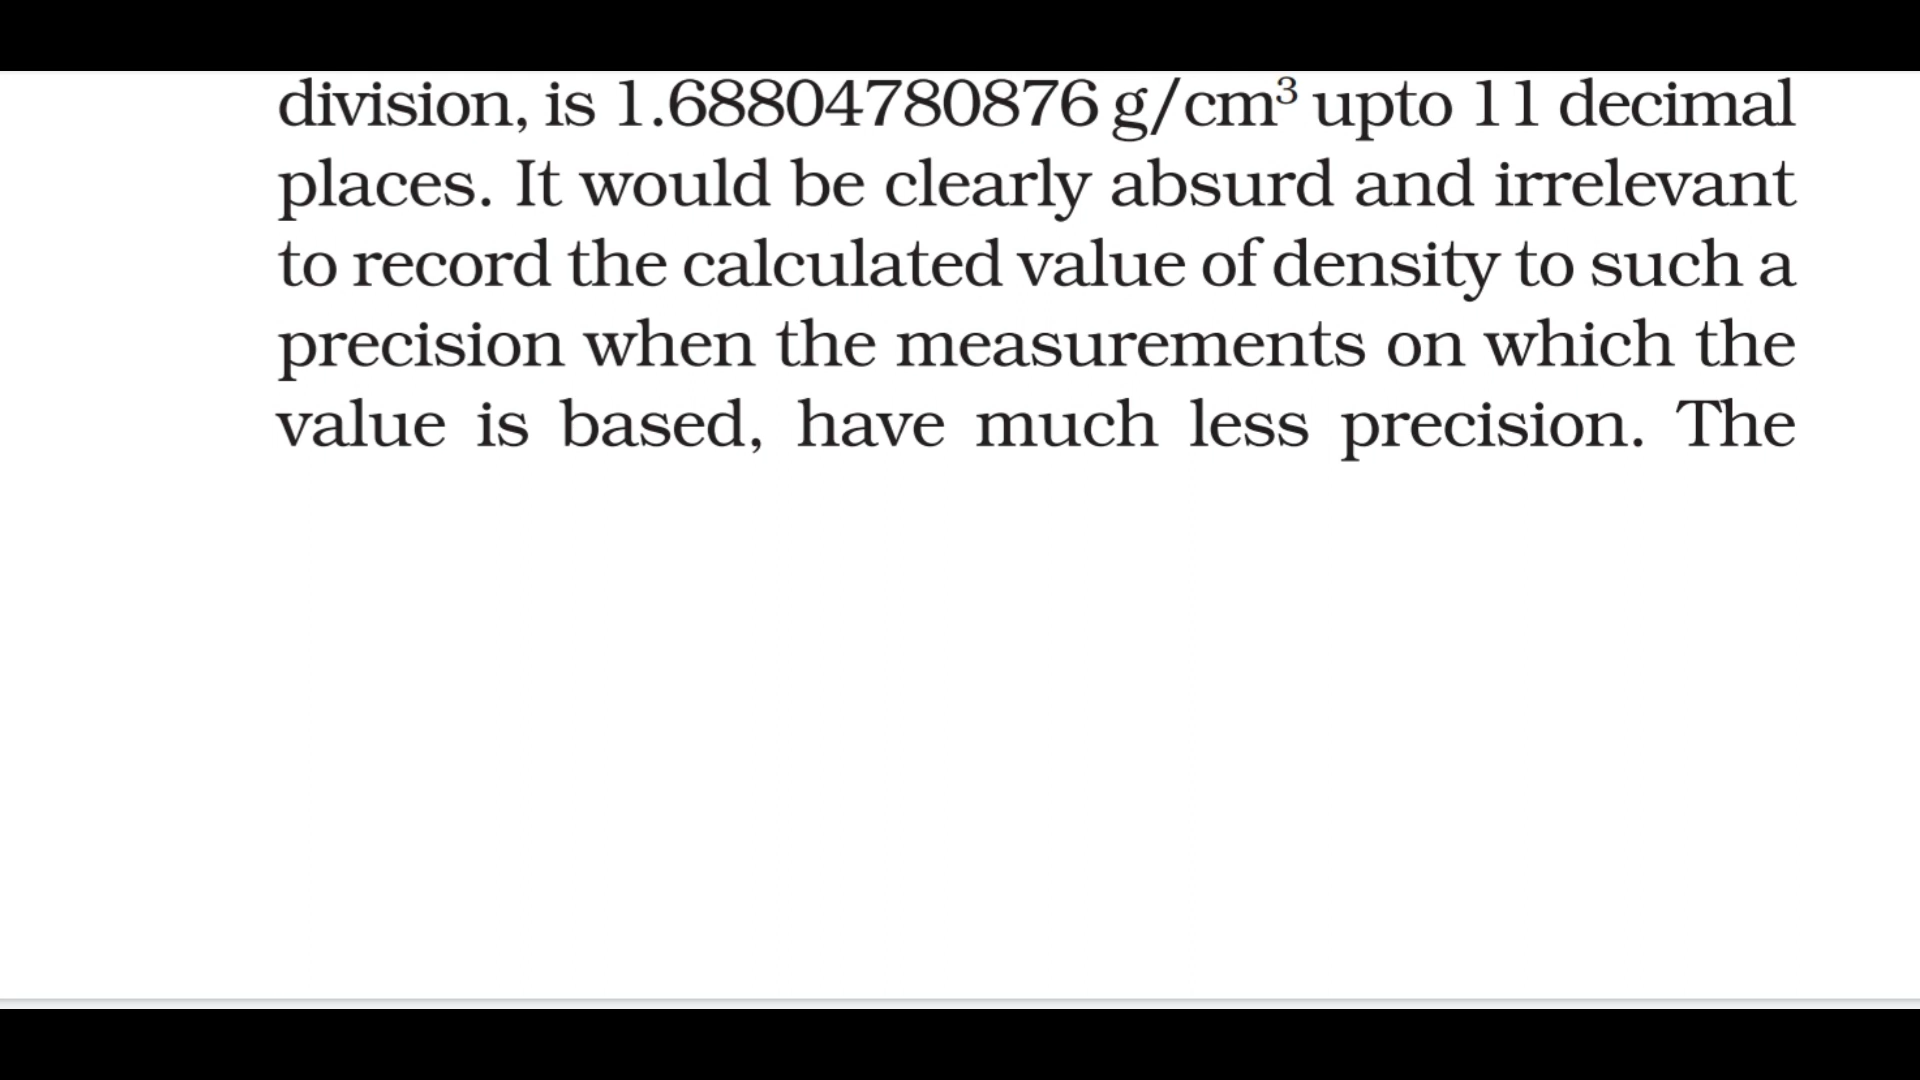 division, is 1.68804780876 g/cm³ upto 11 decimal
places. It would be clearly absurd and irrelevant
to record the calculated value of density to such a
precision when the measurements on which the
value is based, have much less precision. The